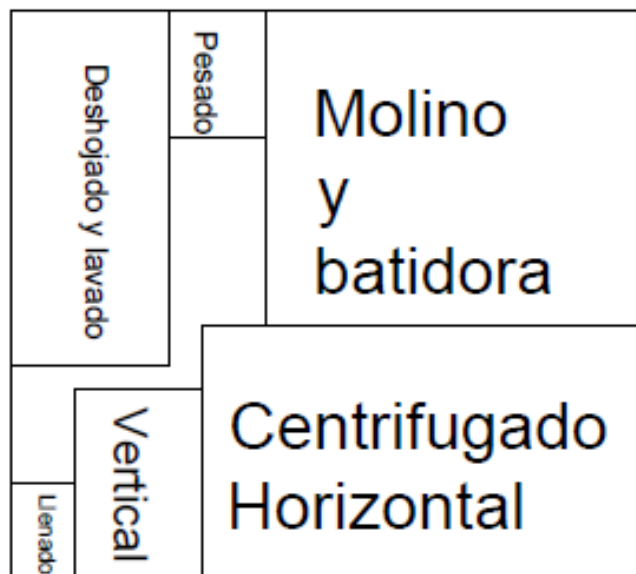 Deshojado y lavado
Pesado
Molino
y
batidora
Centrifugado
Horizontal
Vertical
Llenado